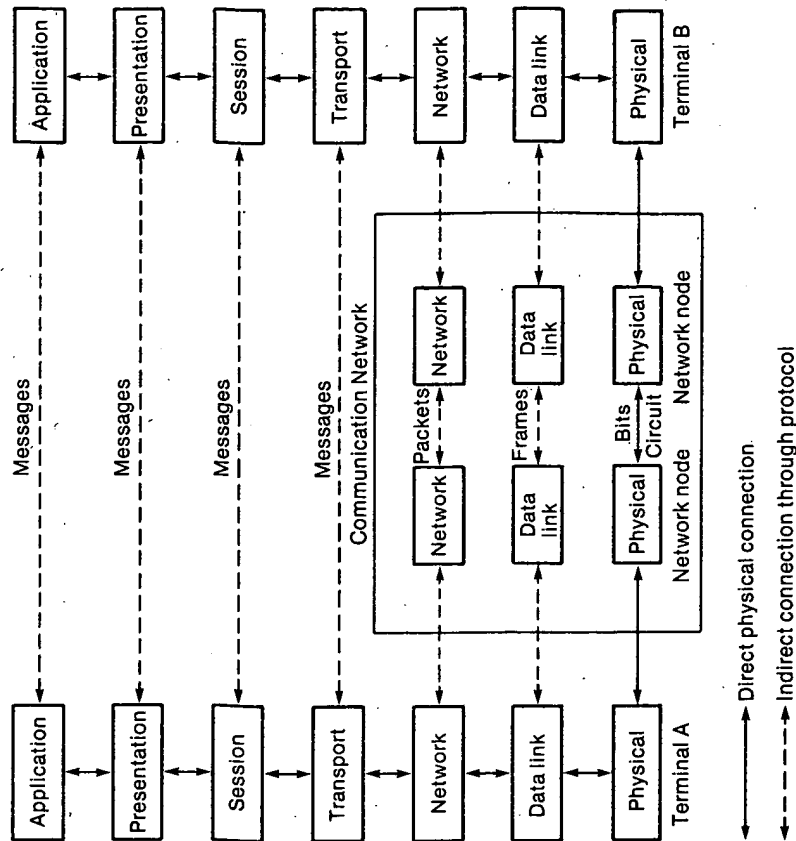 Application
Messages
Application
Presentation
Messages
Presentation
Session
Messages
Session
Transport
Messages
Transport
Communication Network
Network
Network
Packets
Network
Network
Data link
Data
link
Frames
Data
link
Data link
Physical
Physical
Bits
Circuit
Physical
Physical
Terminal A
Network node
Network node
Terminal B
Direct physical connection
Indirect connection through protocol